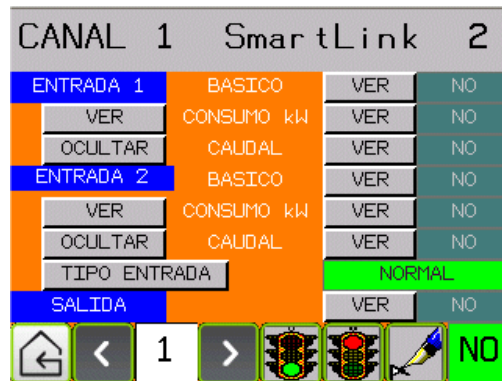 CANAL 1 SmartLink 2
ENTRADA 1 BASICO VER NO
VER CONSUMO kW VER NO
OCULTAR CAUDAL VER NO
ENTRADA 2 BASICO VER NO
VER CONSUMO kW VER NO
OCULTAR CAUDAL VER NO
TIPO ENTRADA NORMAL
SALIDA VER NO
< 1 > NO